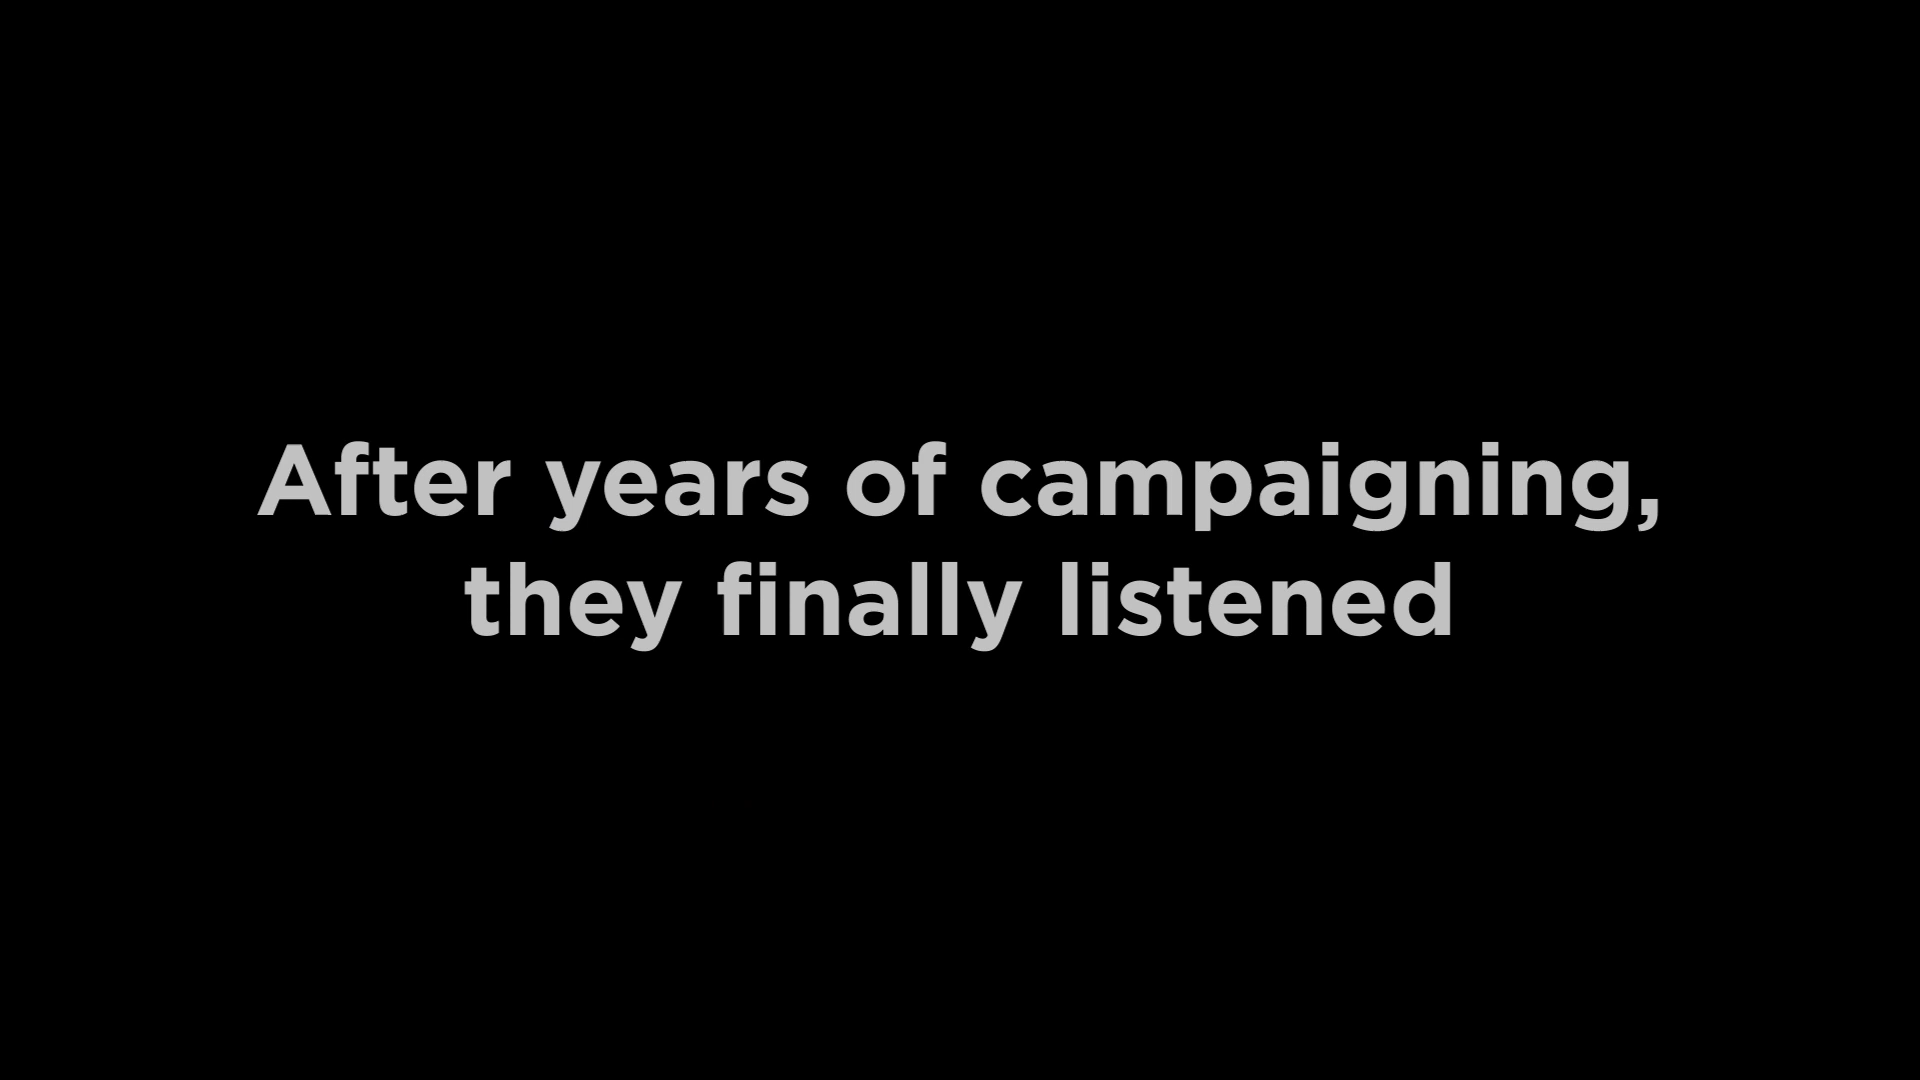 After years of campaigning,
they finally listened